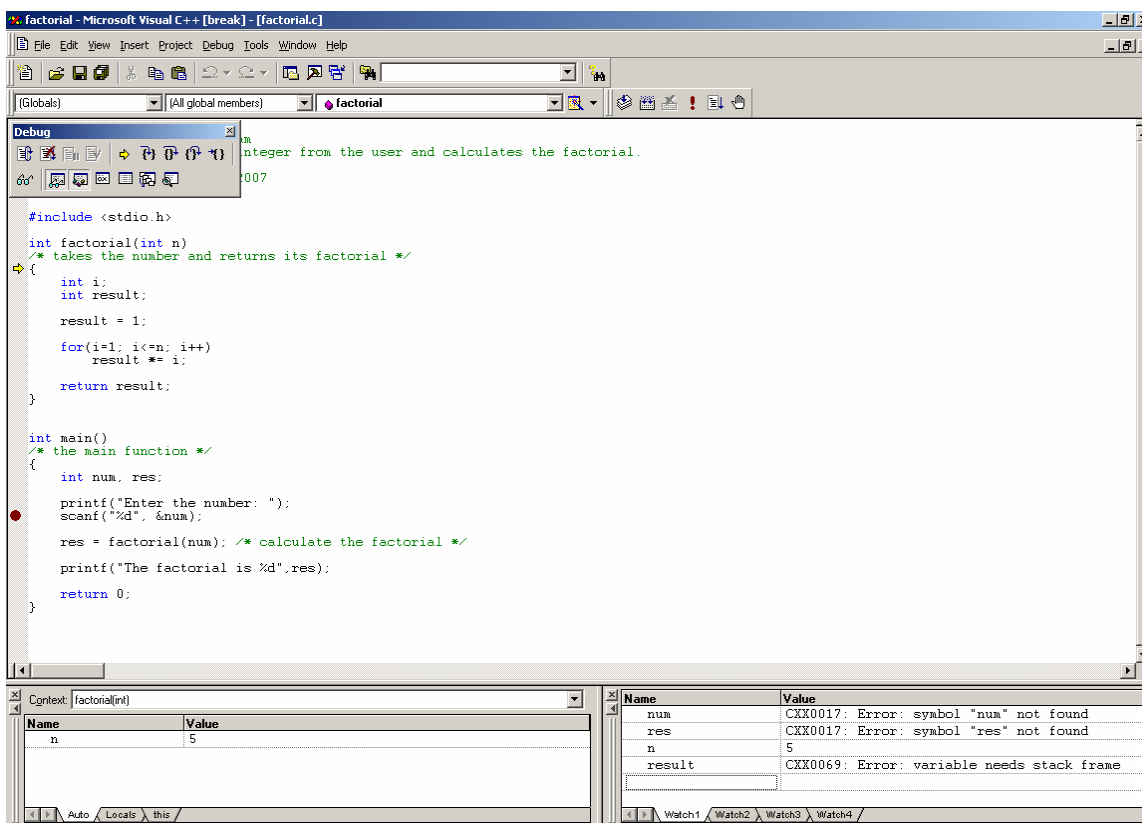 factorial - Microsoft Visual C++ [break] - [factorial.c]
File Edit View Insert Project Debug Tools Window Help
(Globals) (All global members) factorial
Debug
integer from the user and calculates the factorial.
2007
#include <stdio.h>
int factorial(int n)
/* takes the number and returns its factorial */
{
int i;
int result;
result = 1;
for(i=1; i<=n; i++)
result *= i;
return result;
}
int main()
/* the main function */
{
int num, res;
printf("Enter the number: ");
scanf("%d", &num);
res = factorial(num); /* calculate the factorial */
printf("The factorial is %d",res);
return 0;
}
Context: factorial(int)
Name Value
n 5
Auto Locals this
Name Value
num CXX0017: Error: symbol "num" not found
res CXX0017: Error: symbol "res" not found
n 5
result CXX0069: Error: variable needs stack frame
Watch1 Watch2 Watch3 Watch4